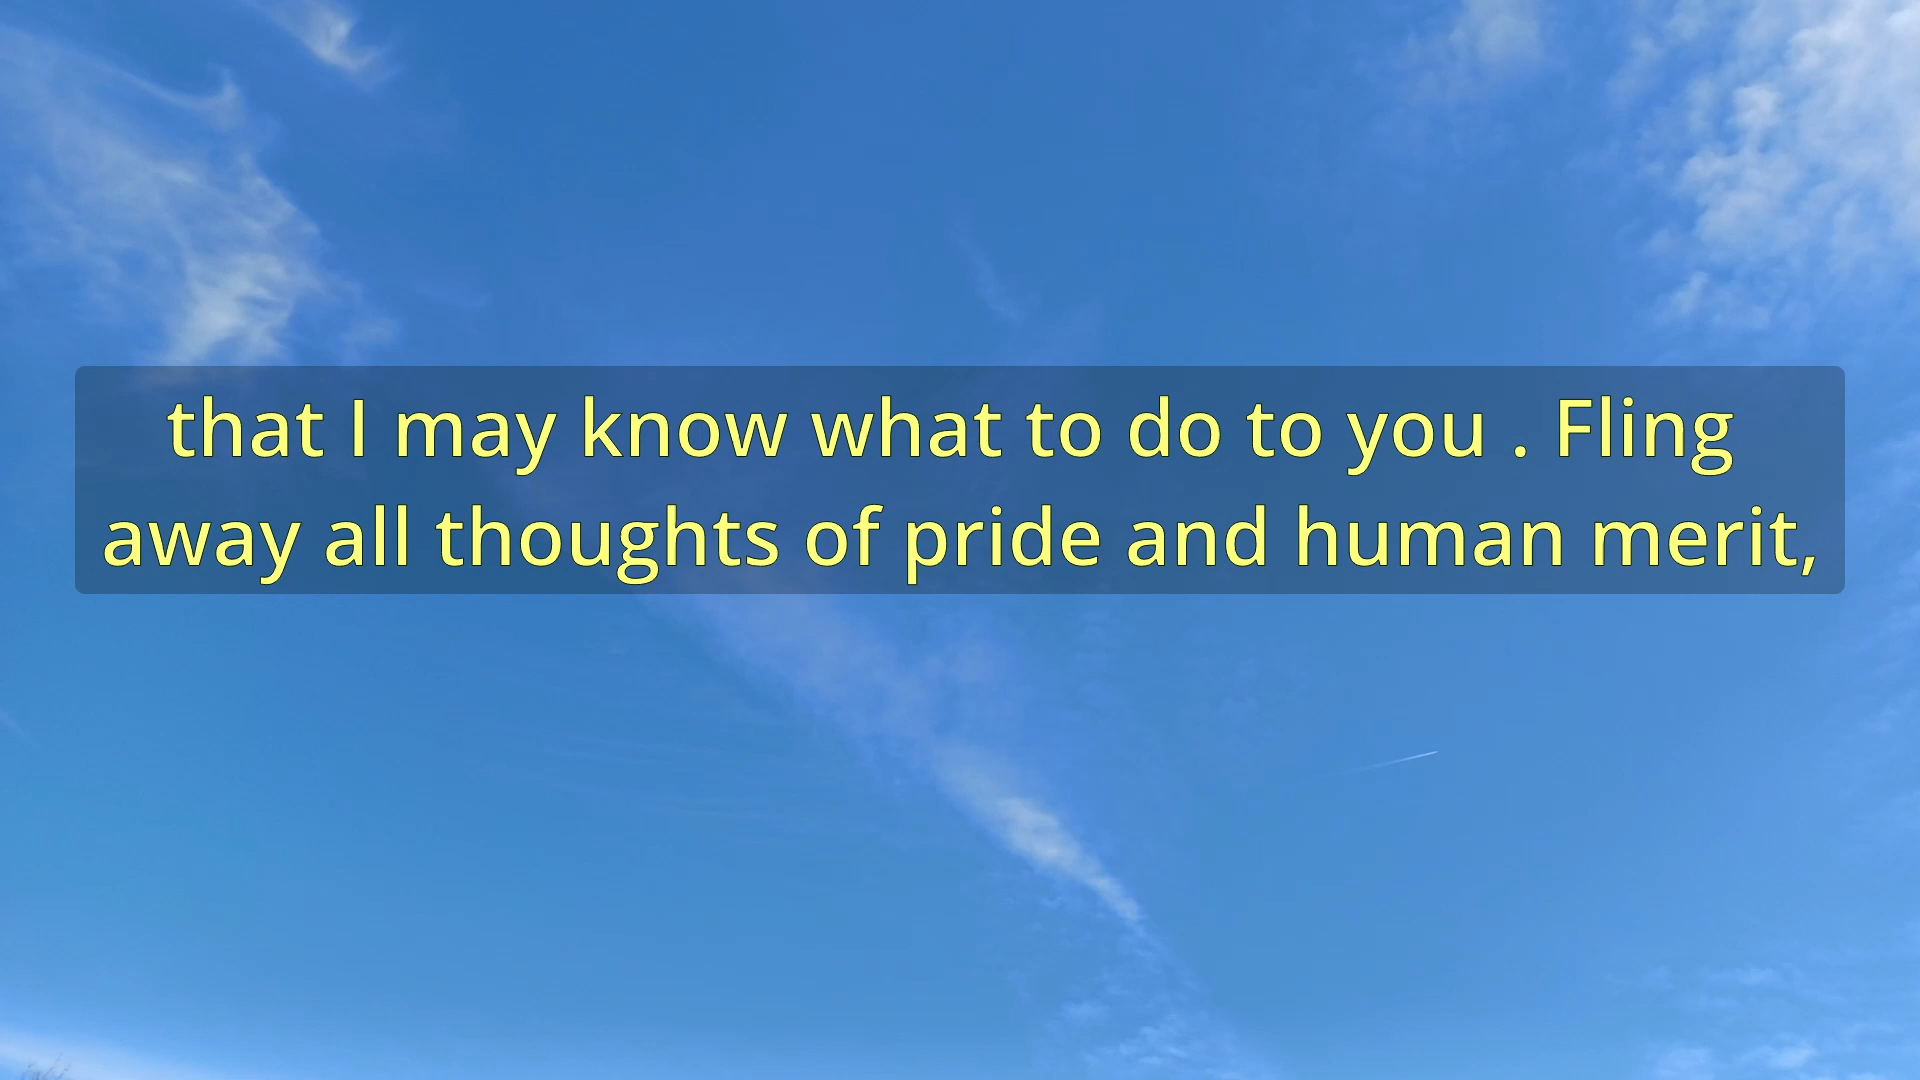 that I may know what to do to you . Fling
away all thoughts of pride and human merit,